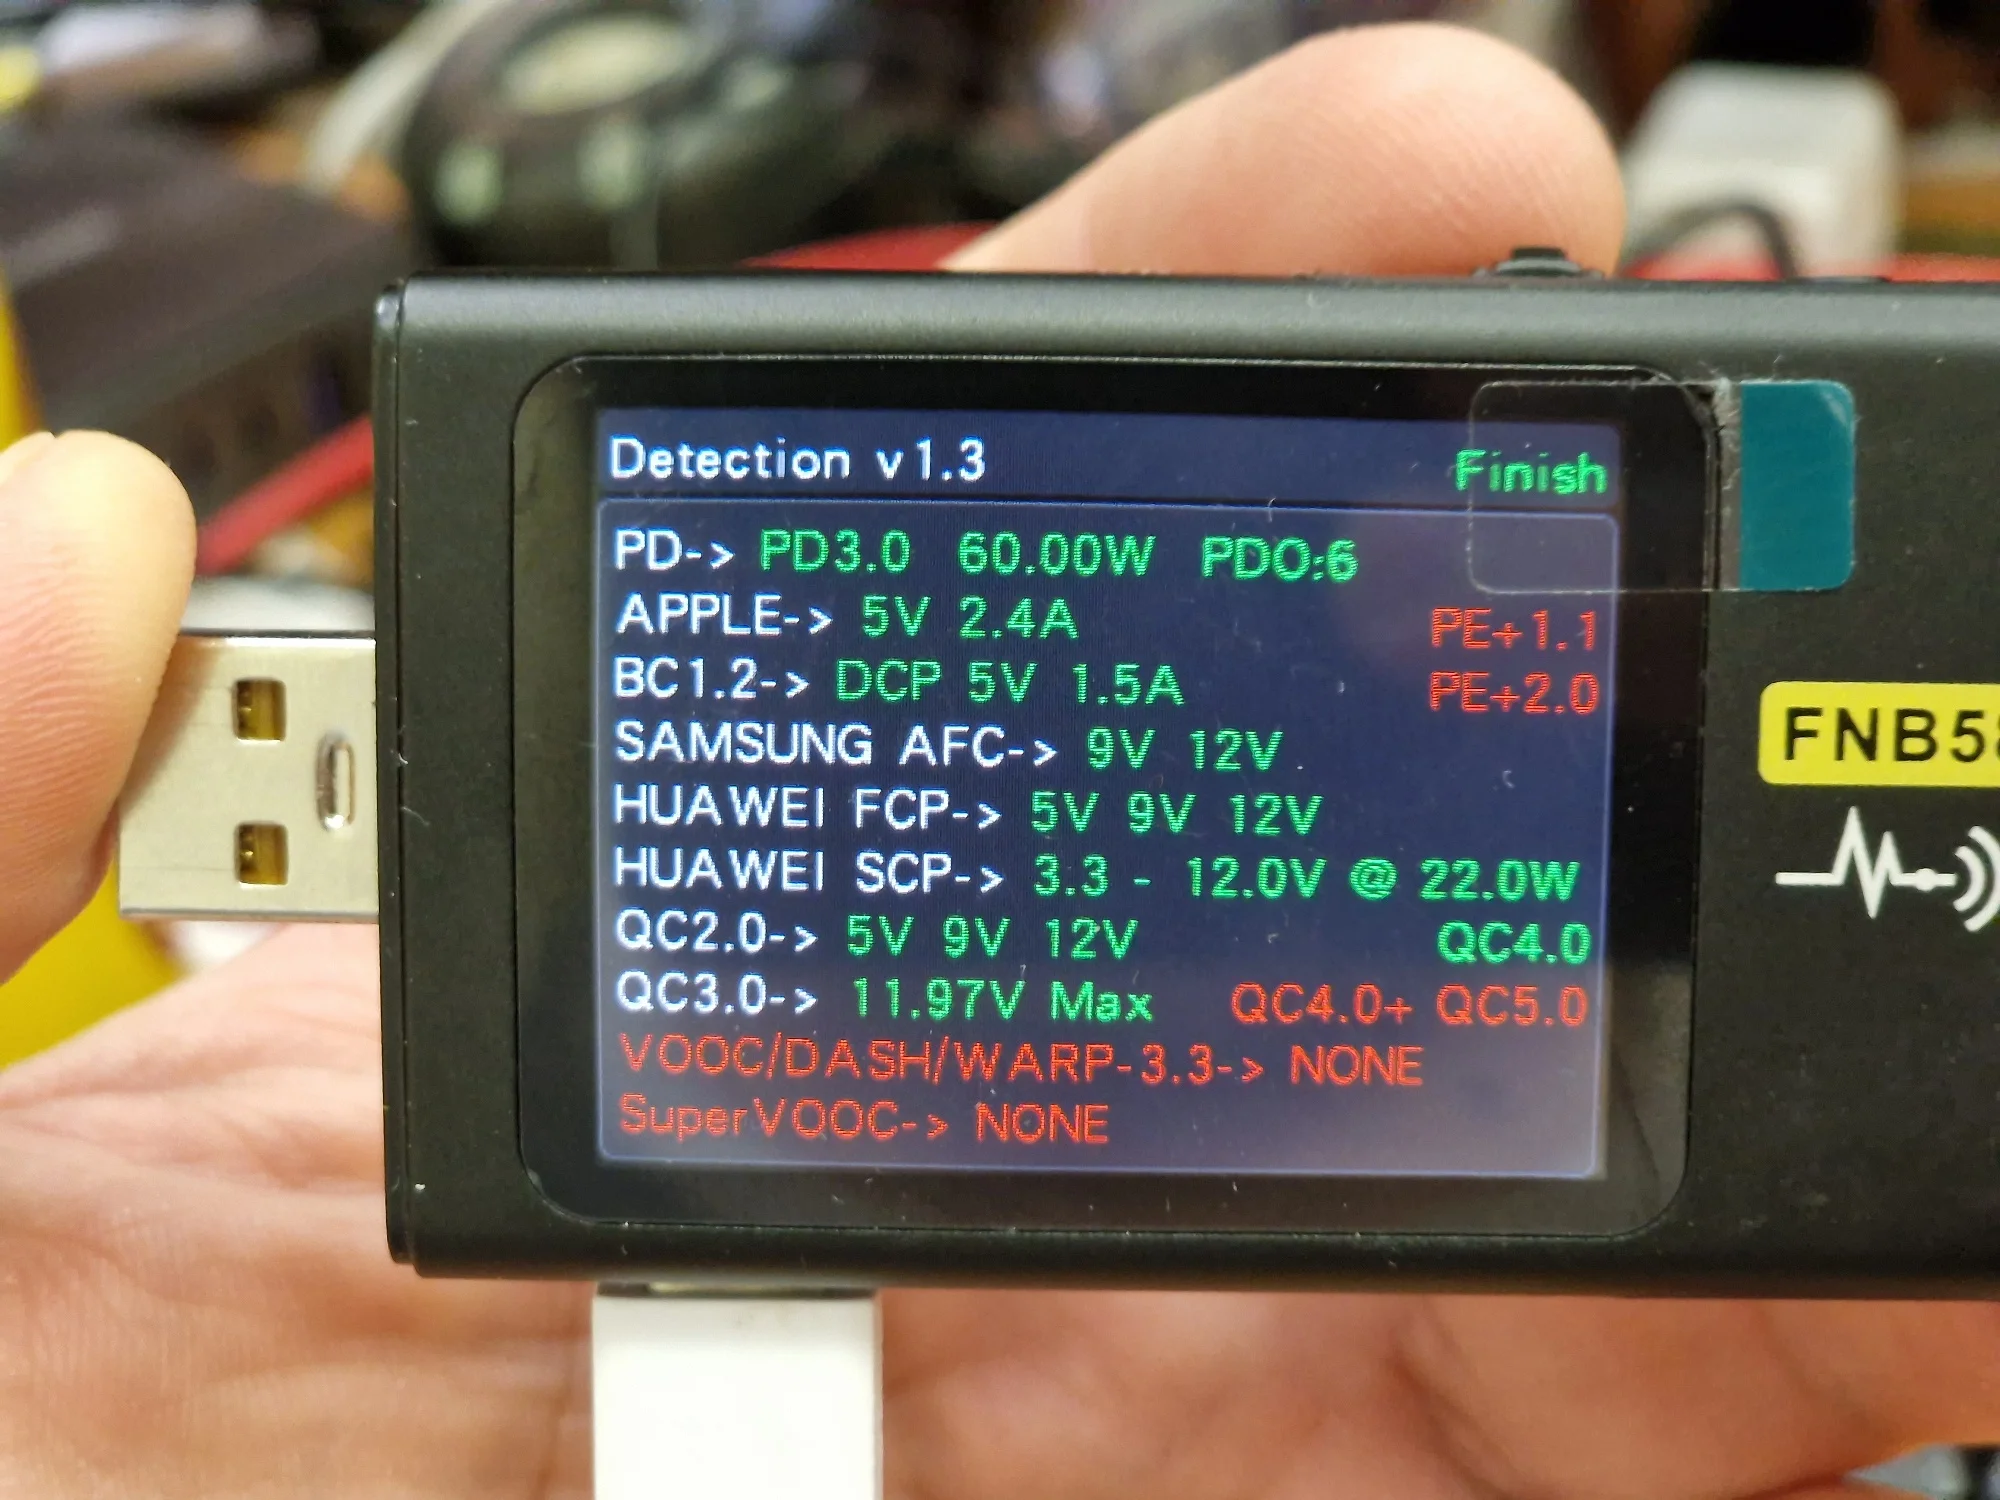 Detection v1.3 Finish
PD-> PD3.0 60.00W PDO:6
APPLE-> 5V 2.4A PE+1.1
BC1.2-> DCP 5V 1.5A PE+2.0
SAMSUNG AFC-> 9V 12V
HUAWEI FCP-> 5V 9V 12V
HUAWEI SCP-> 3.3 - 12.0V @ 22.0W
QC2.0-> 5V 9V 12V QC4.0
QC3.0-> 11.97V Max QC4.0+ QC5.0
VOOC/DASH/WARP-3.3-> NONE
SuperVOOC-> NONE
FNB58